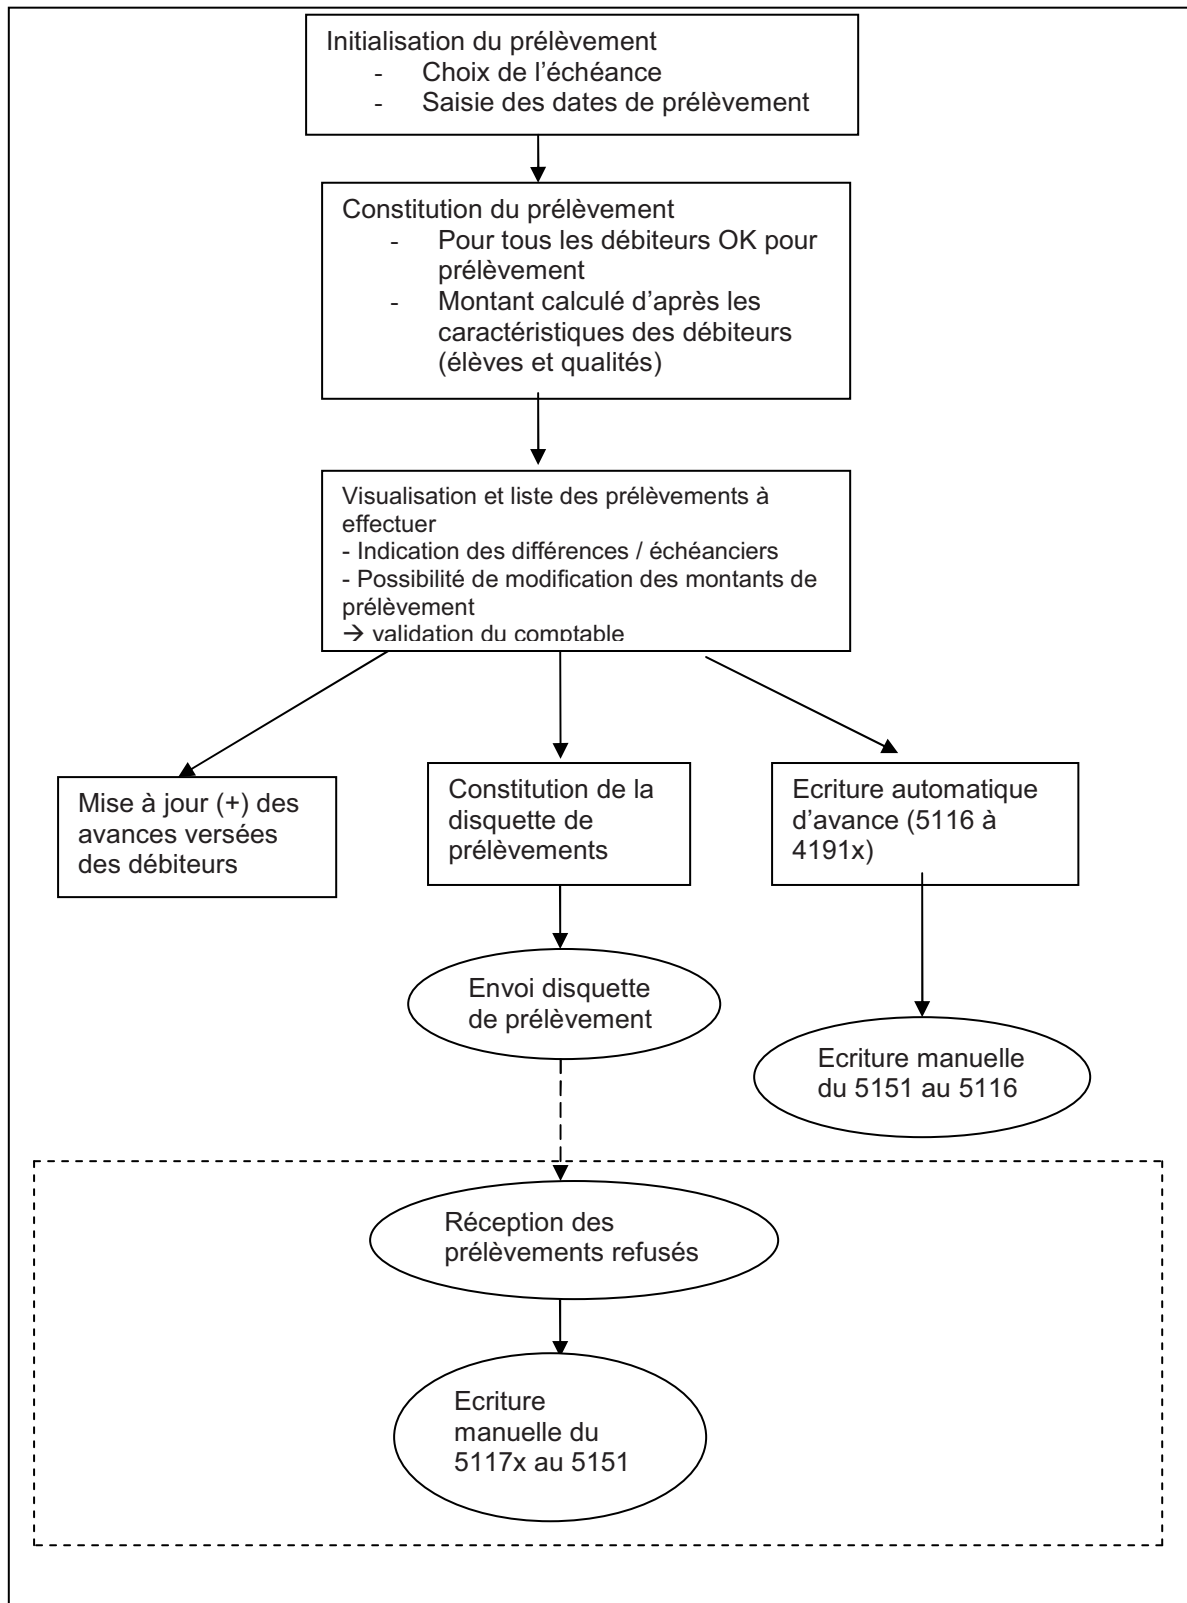 Initialisation du prélèvement
- Choix de l’échéance
- Saisie des dates de prélèvement
Constitution du prélèvement
- Pour tous les débiteurs OK pour
prélèvement
- Montant calculé d’après les
caractéristiques des débiteurs
(élèves et qualités)
Visualisation et liste des prélèvements à
effectuer
- Indication des différences / échéanciers
- Possibilité de modification des montants de
prélèvement
→ validation du comptable
Mise à jour (+) des
avances versées
des débiteurs
Constitution de la
disquette de
prélèvements
Ecriture automatique
d’avance (5116 à
4191x)
Envoi disquette
de prélèvement
Ecriture manuelle
du 5151 au 5116
Réception des
prélèvements refusés
Ecriture
manuelle du
5117x au 5151